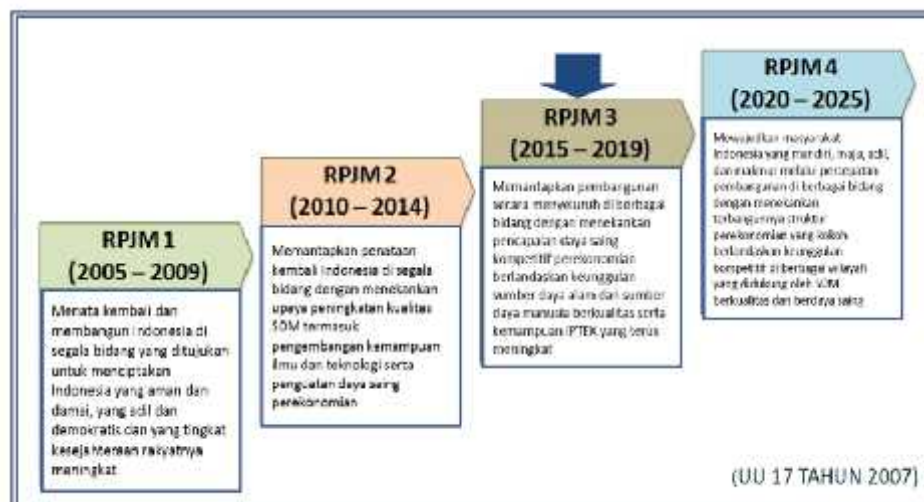 RPJM 1
(2005 – 2009)
Menata kembali dan
membangun Indonesia di
segala bidang yang ditujukan
untuk menciptakan
Indonesia yang aman dan
damai, yang adil dan
demokratis dan yang tingkat
kesejahteraan rakyatnya
meningkat
RPJM 2
(2010 – 2014)
Memantapkan penataan
kembali Indonesia di segala
bidang dengan menekankan
upaya peningkatan kualitas
SDM termasuk
pengembangan kemampuan
ilmu dan teknologi serta
penguatan daya saing
perekonomian
RPJM 3
(2015 – 2019)
Memantapkan pembangunan
secara menyeluruh di berbagai
bidang dengan menekankan
pencapaian daya saing
kompetitif perekonomian
berlandaskan keunggulan
sumber daya alam dan sumber
daya manusia berkualitas serta
kemampuan IPTEK yang terus
meningkat
RPJM 4
(2020 – 2025)
Mewujudkan masyarakat
Indonesia yang mandiri, maju, adil,
dan makmur melalui percepatan
pembangunan di berbagai bidang
dengan menekankan
terbangunnya struktur
perekonomian yang kokoh
berlandaskan keunggulan
kompetitif di berbagai wilayah
yang didukung oleh SDM
berkualitas dan berdaya saing
(UU 17 TAHUN 2007)